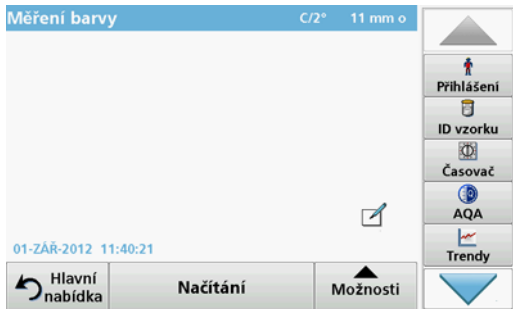 Měření barvy C/2° 11 mm o
Přihlášení
ID vzorku
Časovač
AQA
Trendy
01-ZÁŘ-2012 11:40:21
Hlavní
nabídka
Načítání
Možnosti